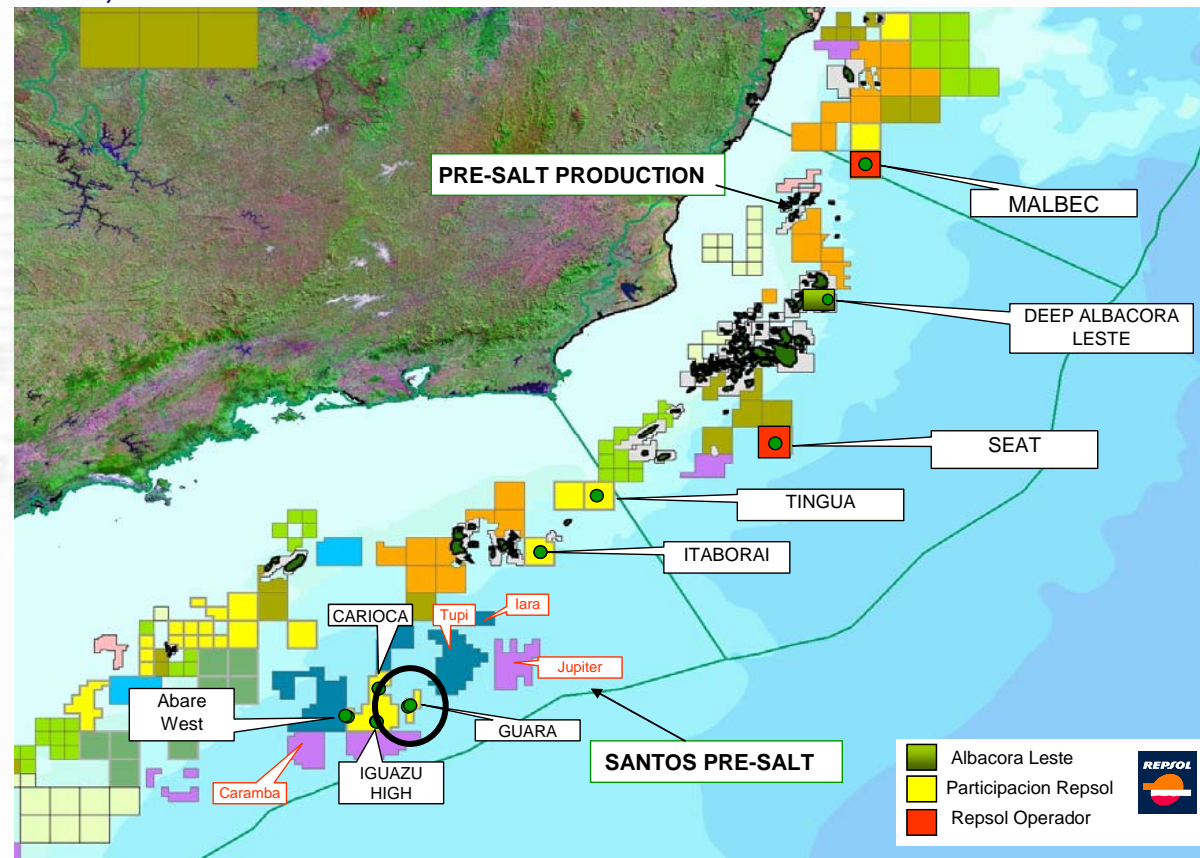 PRE-SALT PRODUCTION
MALBEC
DEEP ALBACORA
LESTE
SEAT
TINGUA
ITABORAI
Iara
CARIOCA
Tupi
Jupiter
Abare
West
GUARA
SANTOS PRE-SALT
IGUAZU
HIGH
Caramba
Albacora Leste
Participacion Repsol
Repsol Operador
REPSOL